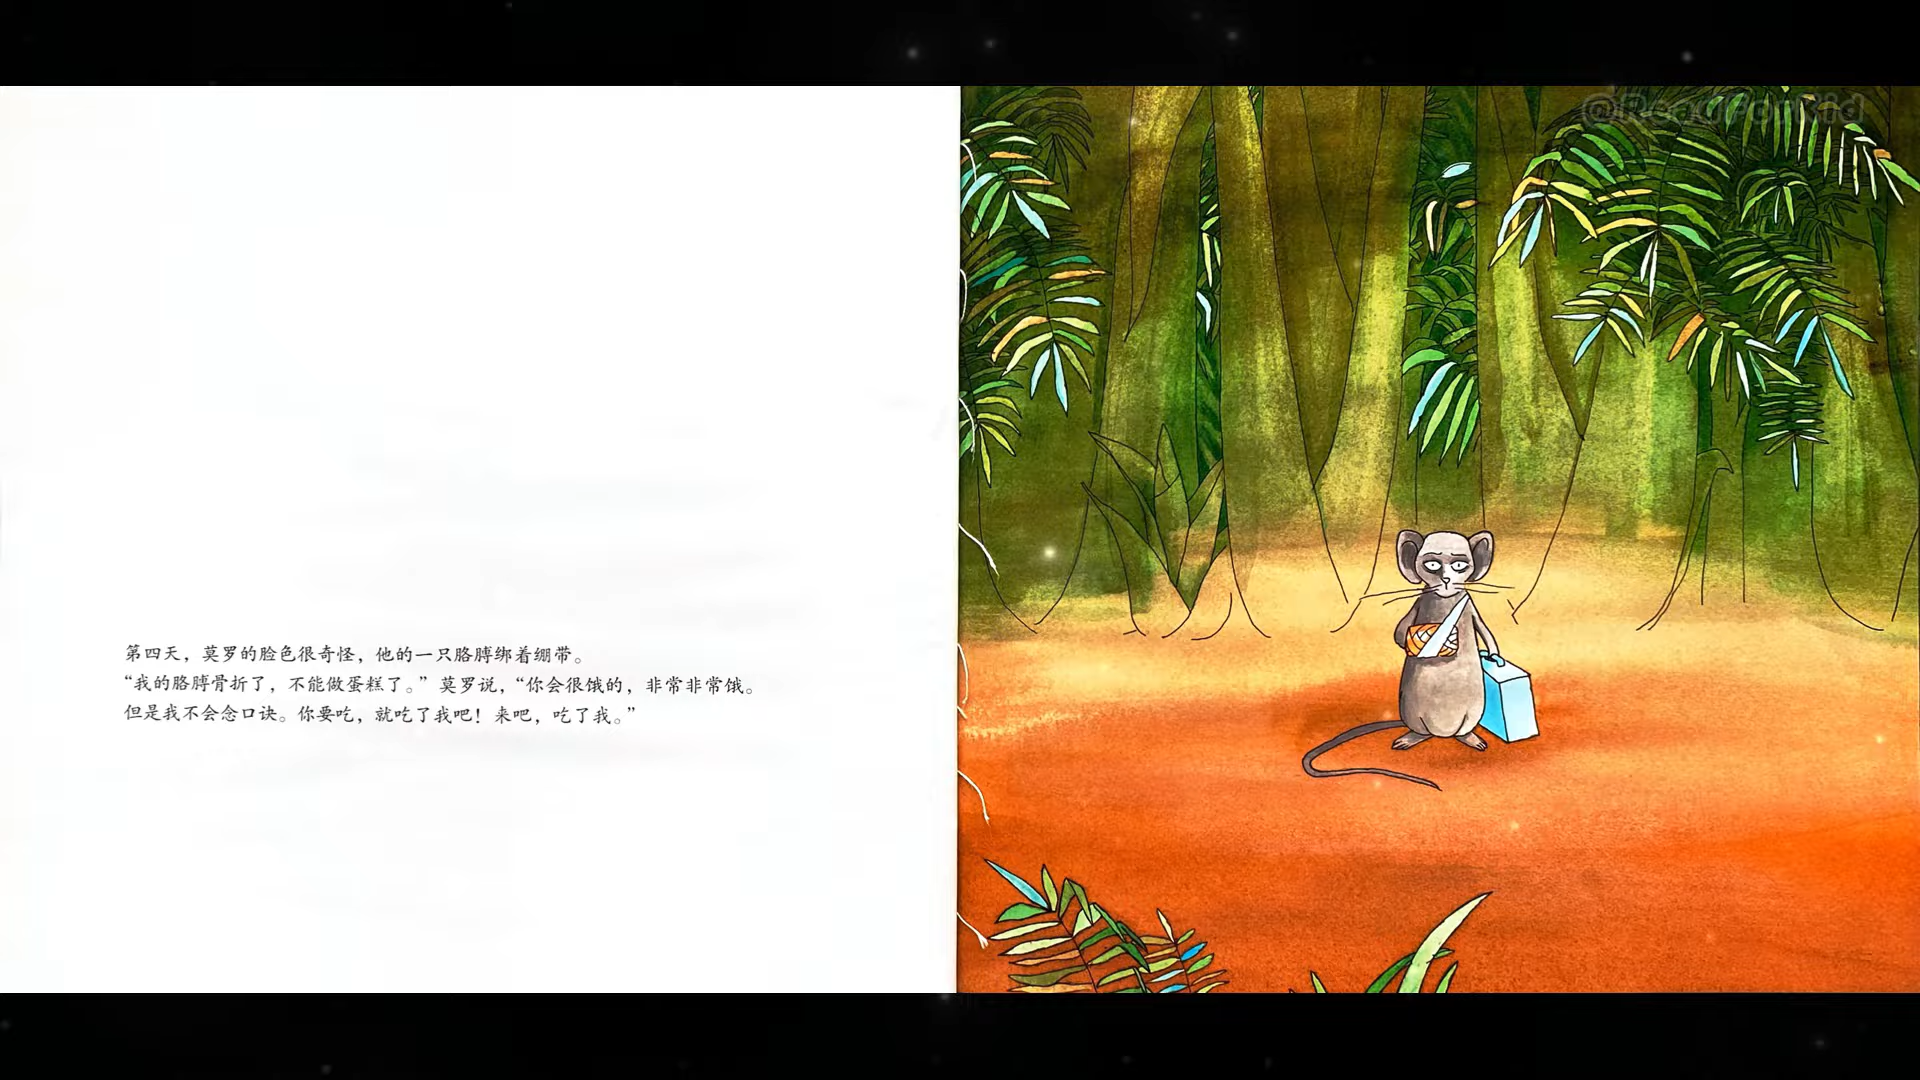 @ReadForKid
第四天，莫罗的脸色很奇怪，他的一只胳膊绑着绷带。
“我的胳膊骨折了，不能做蛋糕了。”莫罗说，“你会很饿的，非常非常饿。
但是我不会念口诀。你要吃，就吃了我吧！来吧，吃了我。”